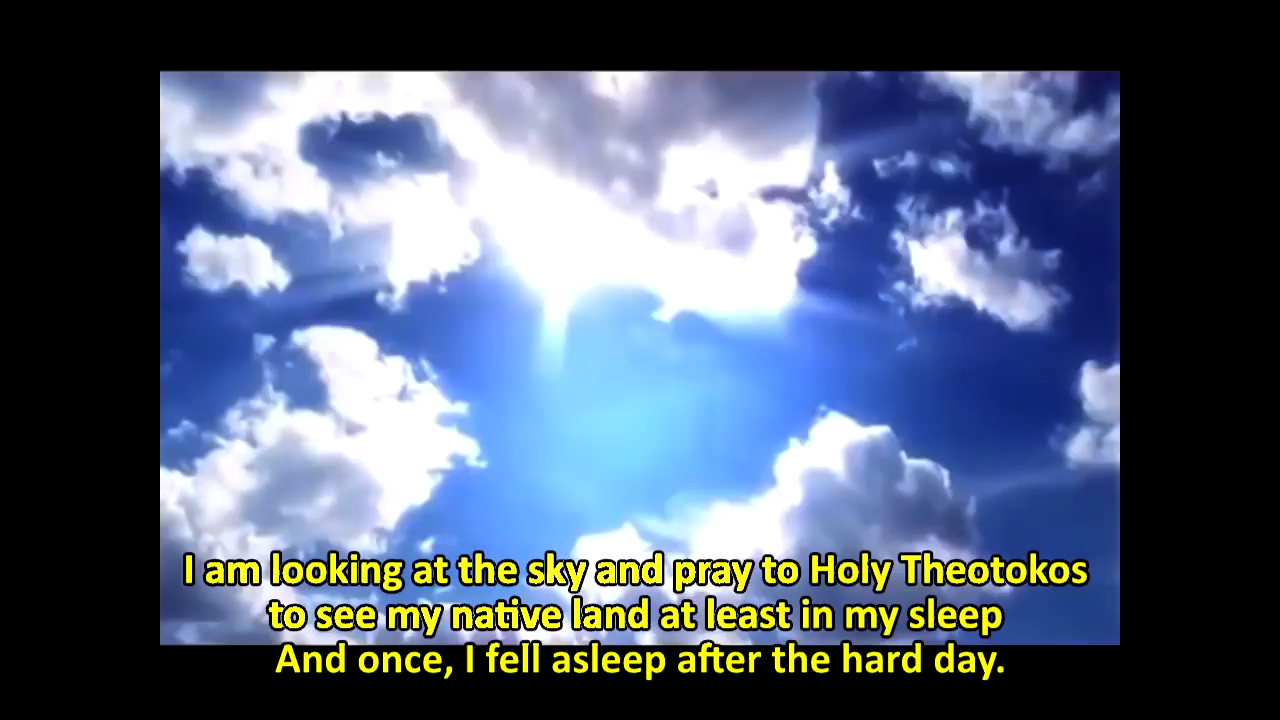 I am looking at the sky and pray to Holy Theotokos
to see my native land at least in my sleep
And once, I fell asleep after the hard day.